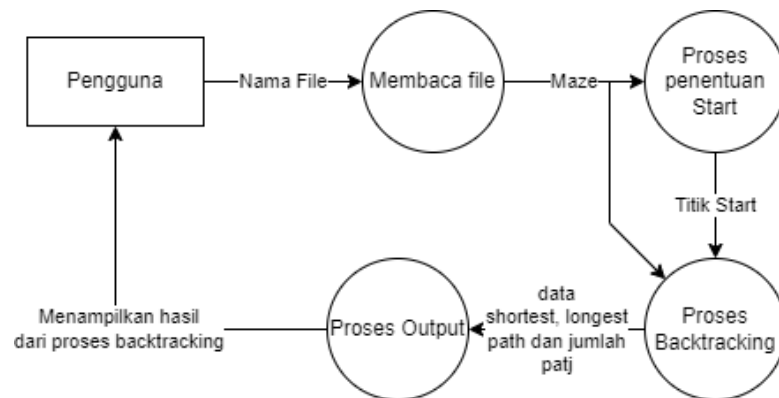 Pengguna
Nama File
Membaca file
Maze
Proses
penentuan
Start
Titik Start
Proses
Backtracking
data
shortest, longest
path dan jumlah
patj
Proses Output
Menampilkan hasil
dari proses backtracking